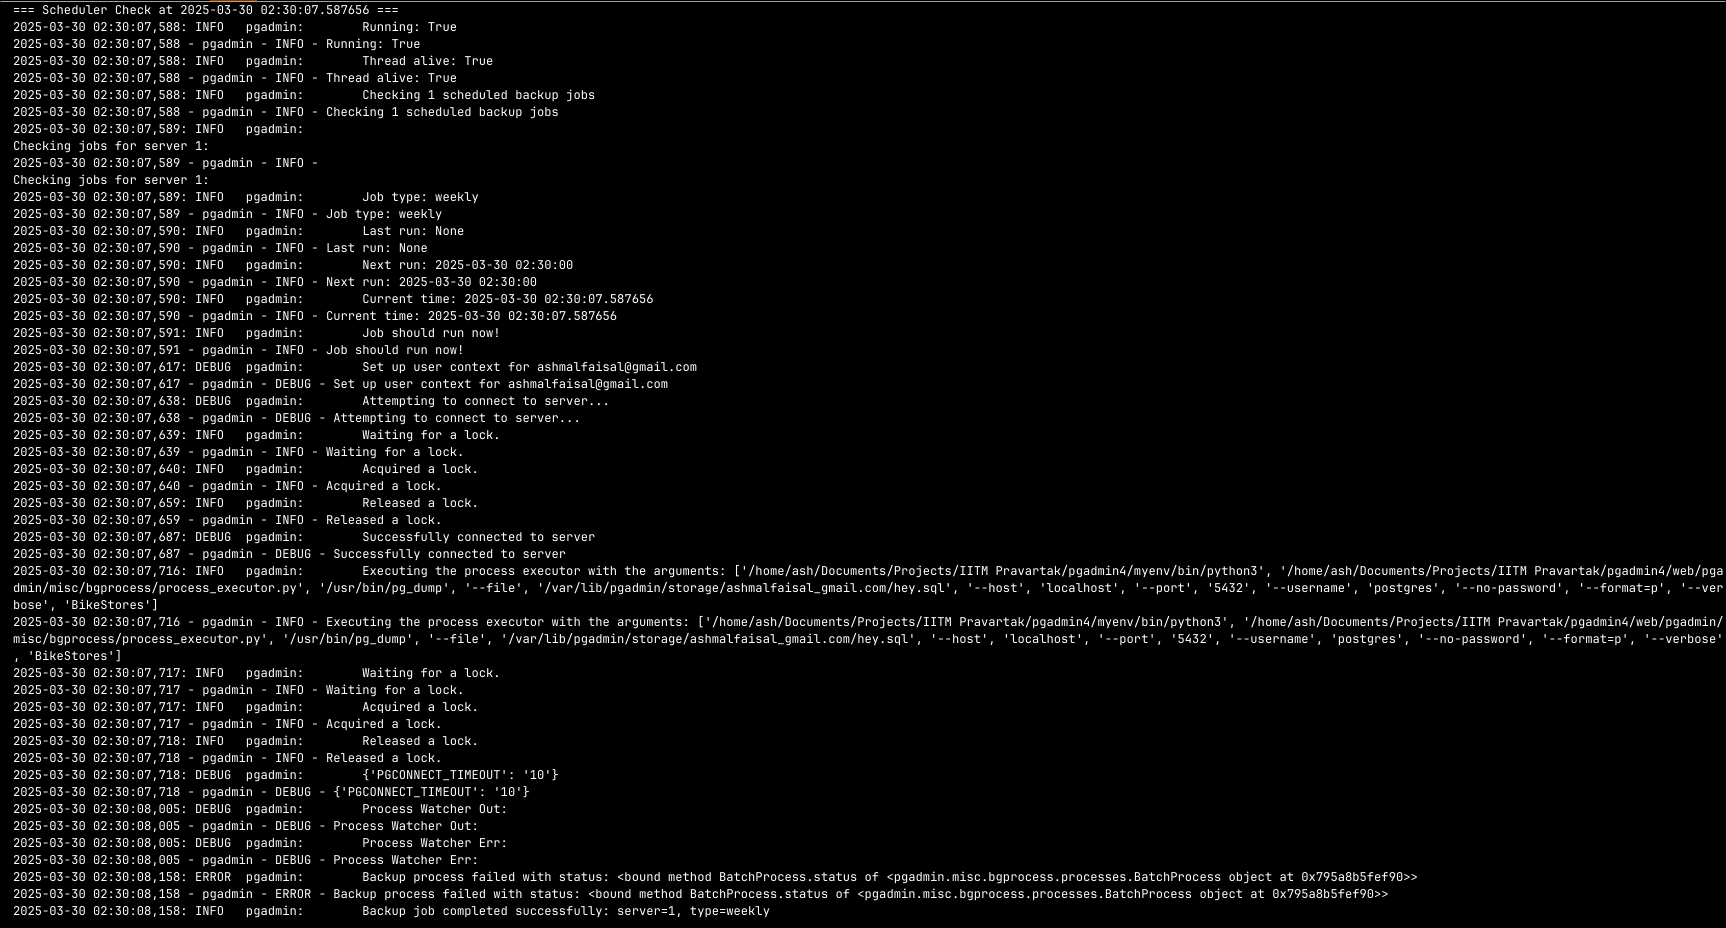 === Scheduler Check at 2025-03-30 02:30:07.587656 ===
2025-03-30 02:30:07,588: INFO   pgadmin:        Running: True
2025-03-30 02:30:07,588 - pgadmin - INFO - Running: True
2025-03-30 02:30:07,588: INFO   pgadmin:        Thread alive: True
2025-03-30 02:30:07,588 - pgadmin - INFO - Thread alive: True
2025-03-30 02:30:07,588: INFO   pgadmin:        Checking 1 scheduled backup jobs
2025-03-30 02:30:07,588 - pgadmin - INFO - Checking 1 scheduled backup jobs
2025-03-30 02:30:07,589: INFO   pgadmin:
Checking jobs for server 1:
2025-03-30 02:30:07,589 - pgadmin - INFO -
Checking jobs for server 1:
2025-03-30 02:30:07,589: INFO   pgadmin:        Job type: weekly
2025-03-30 02:30:07,589 - pgadmin - INFO - Job type: weekly
2025-03-30 02:30:07,590: INFO   pgadmin:        Last run: None
2025-03-30 02:30:07,590 - pgadmin - INFO - Last run: None
2025-03-30 02:30:07,590: INFO   pgadmin:        Next run: 2025-03-30 02:30:00
2025-03-30 02:30:07,590 - pgadmin - INFO - Next run: 2025-03-30 02:30:00
2025-03-30 02:30:07,590: INFO   pgadmin:        Current time: 2025-03-30 02:30:07.587656
2025-03-30 02:30:07,590 - pgadmin - INFO - Current time: 2025-03-30 02:30:07.587656
2025-03-30 02:30:07,591: INFO   pgadmin:        Job should run now!
2025-03-30 02:30:07,591 - pgadmin - INFO - Job should run now!
2025-03-30 02:30:07,617: DEBUG  pgadmin:        Set up user context for ashmalfaisal@gmail.com
2025-03-30 02:30:07,617 - pgadmin - DEBUG - Set up user context for ashmalfaisal@gmail.com
2025-03-30 02:30:07,638: DEBUG  pgadmin:        Attempting to connect to server...
2025-03-30 02:30:07,638 - pgadmin - DEBUG - Attempting to connect to server...
2025-03-30 02:30:07,639: INFO   pgadmin:        Waiting for a lock.
2025-03-30 02:30:07,639 - pgadmin - INFO - Waiting for a lock.
2025-03-30 02:30:07,640: INFO   pgadmin:        Acquired a lock.
2025-03-30 02:30:07,640 - pgadmin - INFO - Acquired a lock.
2025-03-30 02:30:07,659: INFO   pgadmin:        Released a lock.
2025-03-30 02:30:07,659 - pgadmin - INFO - Released a lock.
2025-03-30 02:30:07,687: DEBUG  pgadmin:        Successfully connected to server
2025-03-30 02:30:07,687 - pgadmin - DEBUG - Successfully connected to server
2025-03-30 02:30:07,716: INFO   pgadmin:        Executing the process executor with the arguments: ['/home/ash/Documents/Projects/IITM Pravartak/pgadmin4/myenv/bin/python3', '/home/ash/Documents/Projects/IITM Pravartak/pgadmin4/web/pga
dmin/misc/bgprocess/process_executor.py', '/usr/bin/pg_dump', '--file', '/var/lib/pgadmin/storage/ashmalfaisal_gmail.com/hey.sql', '--host', 'localhost', '--port', '5432', '--username', 'postgres', '--no-password', '--format=p', '--ver
bose', 'BikeStores']
2025-03-30 02:30:07,716 - pgadmin - INFO - Executing the process executor with the arguments: ['/home/ash/Documents/Projects/IITM Pravartak/pgadmin4/myenv/bin/python3', '/home/ash/Documents/Projects/IITM Pravartak/pgadmin4/web/pgadmin/
misc/bgprocess/process_executor.py', '/usr/bin/pg_dump', '--file', '/var/lib/pgadmin/storage/ashmalfaisal_gmail.com/hey.sql', '--host', 'localhost', '--port', '5432', '--username', 'postgres', '--no-password', '--format=p', '--verbose'
, 'BikeStores']
2025-03-30 02:30:07,717: INFO   pgadmin:        Waiting for a lock.
2025-03-30 02:30:07,717 - pgadmin - INFO - Waiting for a lock.
2025-03-30 02:30:07,717: INFO   pgadmin:        Acquired a lock.
2025-03-30 02:30:07,717 - pgadmin - INFO - Acquired a lock.
2025-03-30 02:30:07,718: INFO   pgadmin:        Released a lock.
2025-03-30 02:30:07,718 - pgadmin - INFO - Released a lock.
2025-03-30 02:30:07,718: DEBUG  pgadmin:        {'PGCONNECT_TIMEOUT': '10'}
2025-03-30 02:30:07,718 - pgadmin - DEBUG - {'PGCONNECT_TIMEOUT': '10'}
2025-03-30 02:30:08,005: DEBUG  pgadmin:        Process Watcher Out:
2025-03-30 02:30:08,005 - pgadmin - DEBUG - Process Watcher Out:
2025-03-30 02:30:08,005: DEBUG  pgadmin:        Process Watcher Err:
2025-03-30 02:30:08,005 - pgadmin - DEBUG - Process Watcher Err:
2025-03-30 02:30:08,158: ERROR  pgadmin:        Backup process failed with status: <bound method BatchProcess.status of <pgadmin.misc.bgprocess.processes.BatchProcess object at 0x795a8b5fef90>>
2025-03-30 02:30:08,158 - pgadmin - ERROR - Backup process failed with status: <bound method BatchProcess.status of <pgadmin.misc.bgprocess.processes.BatchProcess object at 0x795a8b5fef90>>
2025-03-30 02:30:08,158: INFO   pgadmin:        Backup job completed successfully: server=1, type=weekly